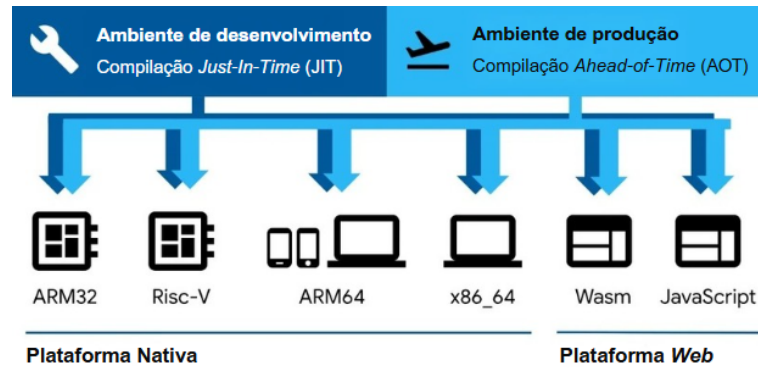 Ambiente de desenvolvimento
Compilação Just-In-Time (JIT)
Ambiente de produção
Compilação Ahead-of-Time (AOT)
ARM32
Risc-V
ARM64
x86_64
Wasm
JavaScript
Plataforma Nativa
Plataforma Web